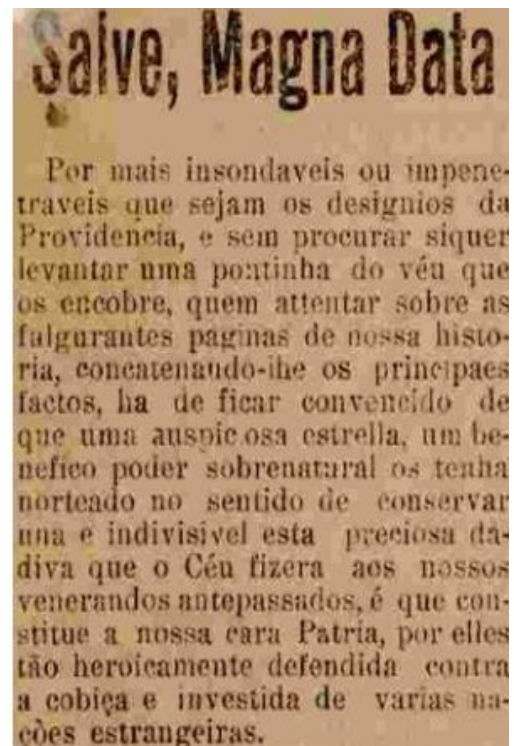 Salve, Magna Data
Por mais insondaveis ou impene-
traveis que sejam os designios da
Providencia, e sem procurar siquer
levantar uma pontinha do véu que
os encobre, quem attentar sobre as
fulgurantes paginas de nossa histo-
ria, concatenando-lhe os principaes
factos, ha de ficar convencido de
que uma auspic osa estrella, um be-
nefico poder sobrenatural os tenha
norteado no sentido de conservar
una e indivisivel esta preciosa da-
diva que o Céu fizera aos nossos
venerandos antepassados, é que con-
stitue a nossa cara Patria, por elles
tão heroicamente defendida contra
a cobiça e investida de varias na-
ções estrangeiras.